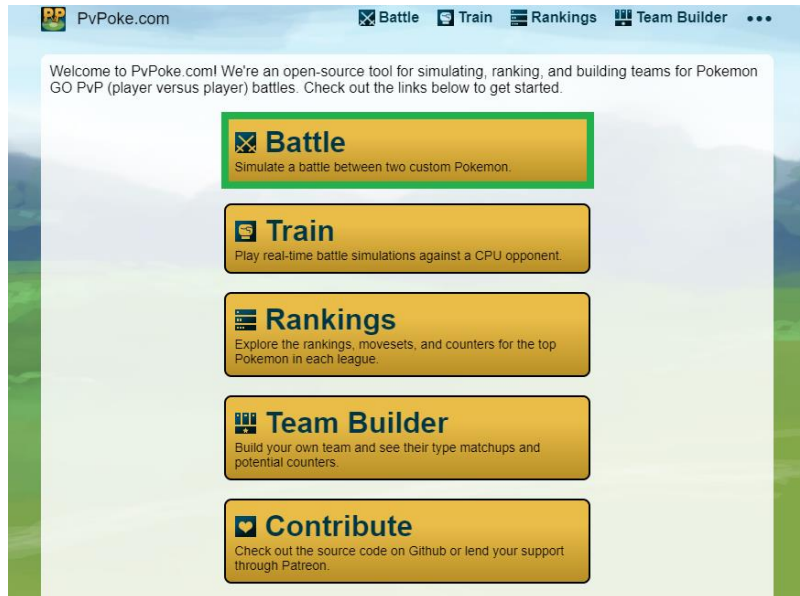 PvPoke.com
Battle Train Rankings Team Builder
Welcome to PvPoke.com! We're an open-source tool for simulating, ranking, and building teams for Pokemon
GO PvP (player versus player) battles. Check out the links below to get started.
Battle
Simulate a battle between two custom Pokemon.
Train
Play real-time battle simulations against a CPU opponent.
Rankings
Explore the rankings, movesets, and counters for the top
Pokemon in each league.
Team Builder
Build your own team and see their type matchups and
potential counters.
Contribute
Check out the source code on Github or lend your support
through Patreon.